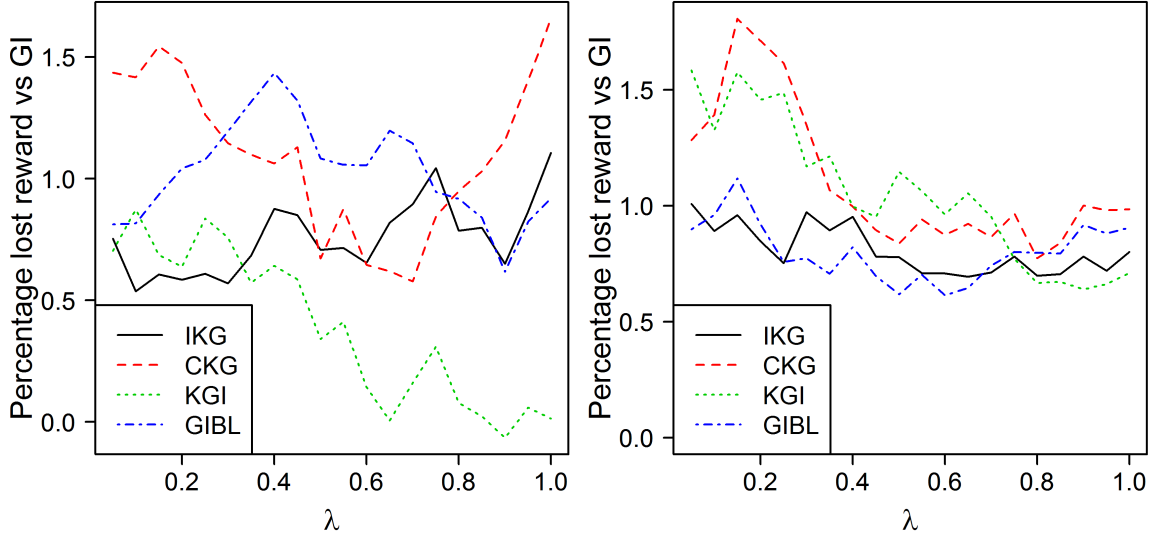 Percentage lost reward vs GI
1.5
1.0
0.5
0.0
IKG
CKG
KGI
GIBL
0.2 0.4 0.6 0.8 1.0
λ
Percentage lost reward vs GI
1.5
1.0
0.5
0.0
IKG
CKG
KGI
GIBL
0.2 0.4 0.6 0.8 1.0
λ